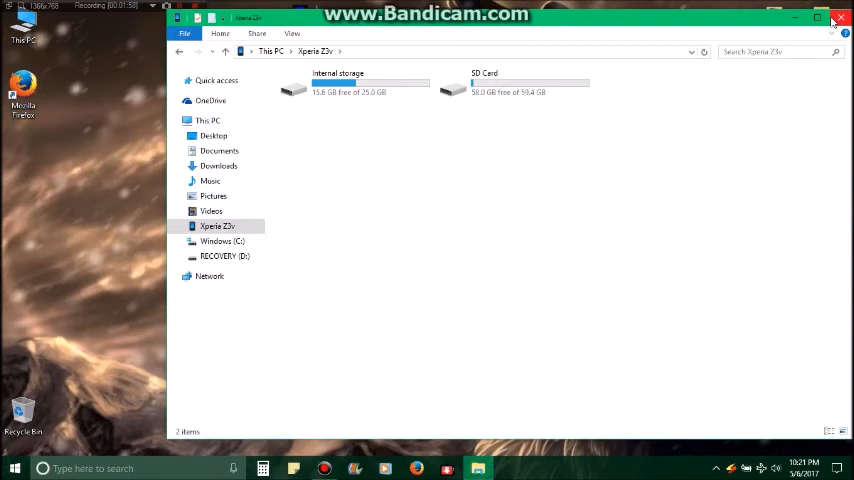 1366x768 Recording [00:01:58]
www.Bandicam.com
Xperia Z3v
This PC
File Home Share View
This PC Xperia Z3v
Search Xperia Z3v
Mozilla
Firefox
Quick access
OneDrive
This PC
Desktop
Documents
Downloads
Music
Pictures
Videos
Xperia Z3v
Windows (C:)
RECOVERY (D:)
Network
Internal storage
15.6 GB free of 25.0 GB
SD Card
58.0 GB free of 59.4 GB
Recycle Bin
2 items
Type here to search
10:21 PM
5/6/2017